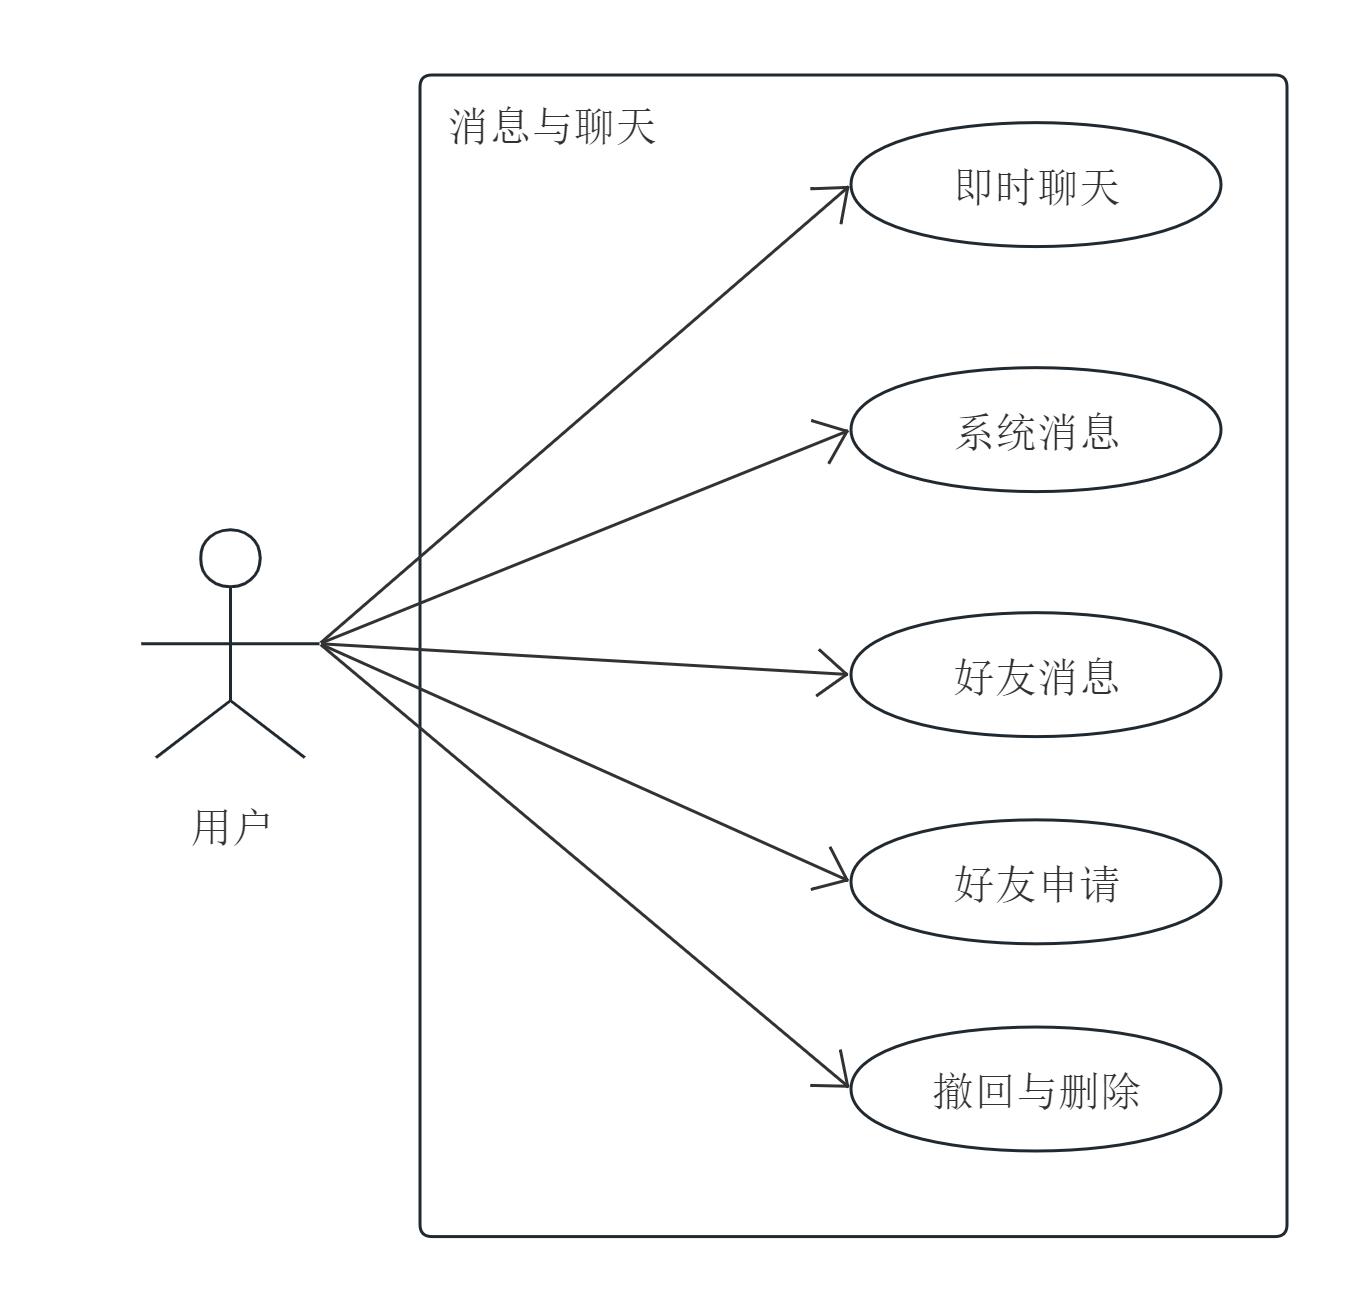 消息与聊天
即时聊天
系统消息
好友消息
用户
好友申请
撤回与删除